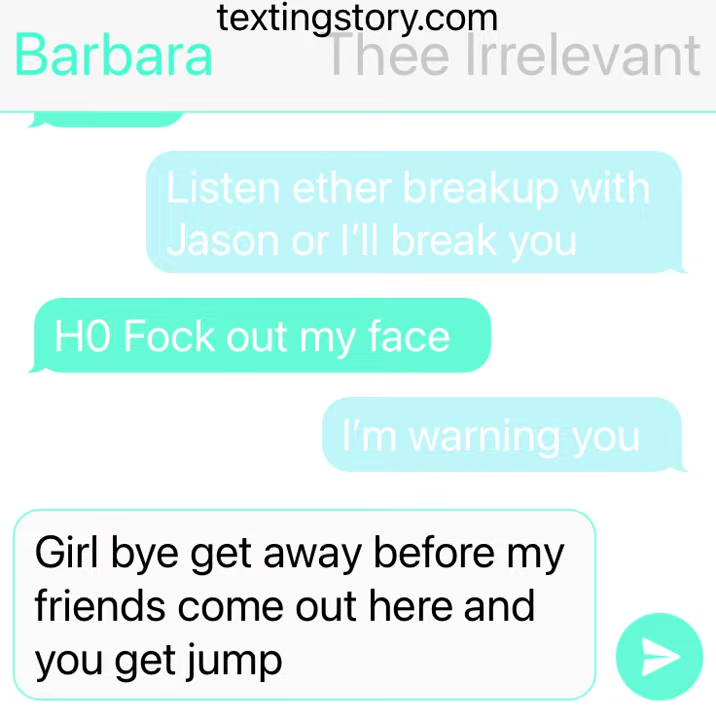 textingstory.com
Barbara Thee Irrelevant
Listen ether breakup with
Jason or I'll break you
H0 Fock out my face
I'm warning you
Girl bye get away before my
friends come out here and
you get jump